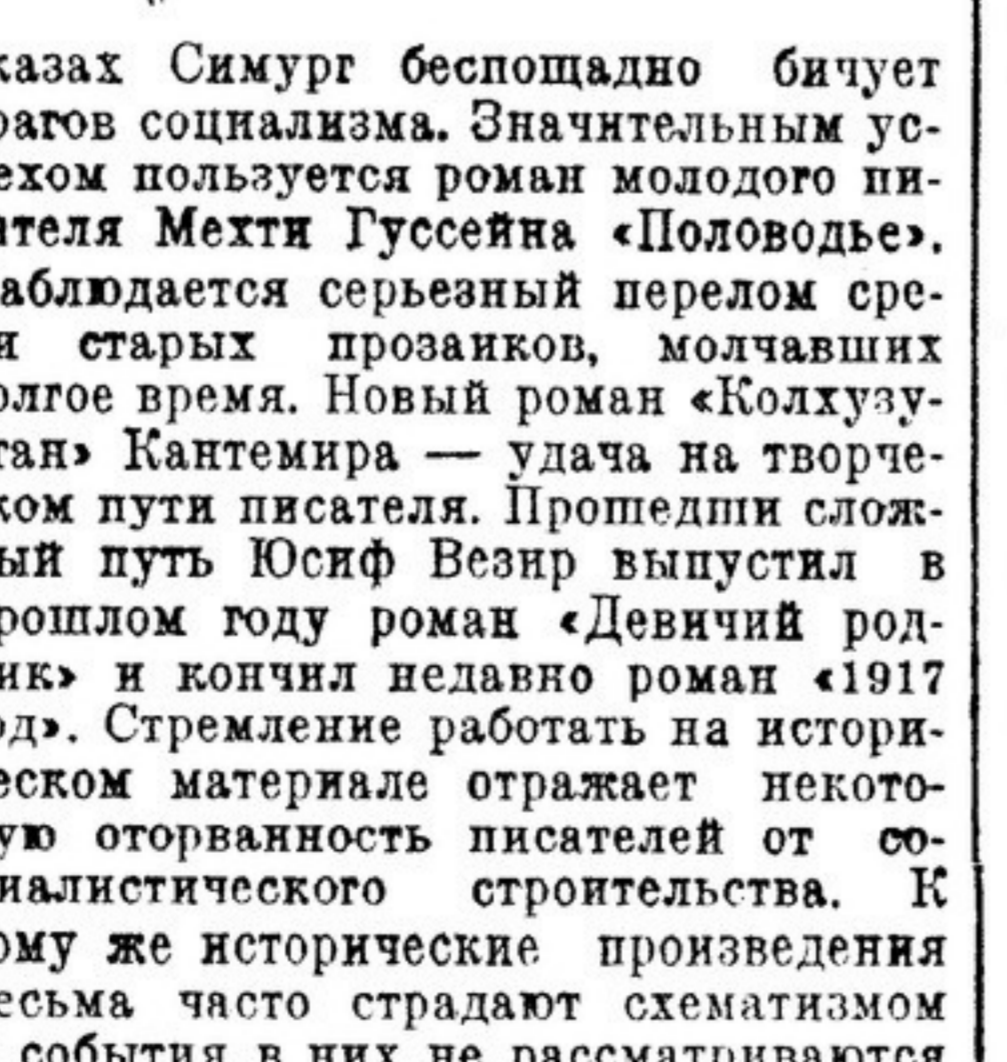 казах Симург беспощадно бичует
рагов социализма. Значительным ус-
ехом пользуется роман молодого пи-
ателя Мехти Гуссейна «Половодье».
аблюдается серьезный перелом сре-
и старых прозаиков, молчавших
олгое время. Новый роман «Колхузу-
тан» Кантемира — удача на творче-
ком пути писателя. Прошедши слож-
ый путь Юсиф Везир выпустил в
рошлом году роман «Девичий род-
ик» и кончил недавно роман «1917
од». Стремление работать на истори-
еском материале отражает некото-
ую оторванность писателей от со-
иалистического строительства. К
ому же исторические произведения
есьма часто страдают схематизмом
события в них не рассматриваются